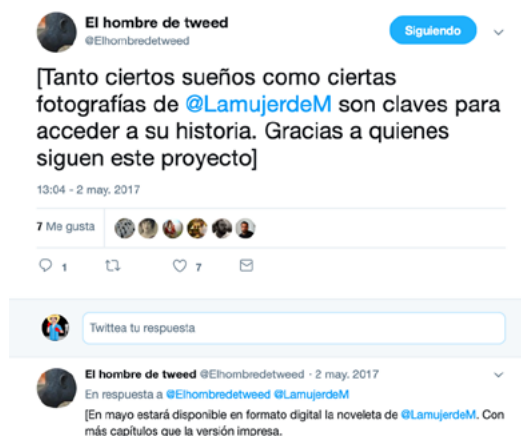 El hombre de tweed
@Elhombredetweed
Siguiendo
[Tanto ciertos sueños como ciertas
fotografías de @LamujerdeM son claves para
acceder a su historia. Gracias a quienes
siguen este proyecto]
13:04 - 2 may. 2017
7 Me gusta
1
7
Twittea tu respuesta
El hombre de tweed @Elhombredetweed · 2 may. 2017
En respuesta a @Elhombredetweed @LamujerdeM
[En mayo estará disponible en formato digital la noveleta de @LamujerdeM. Con
más capítulos que la versión impresa.